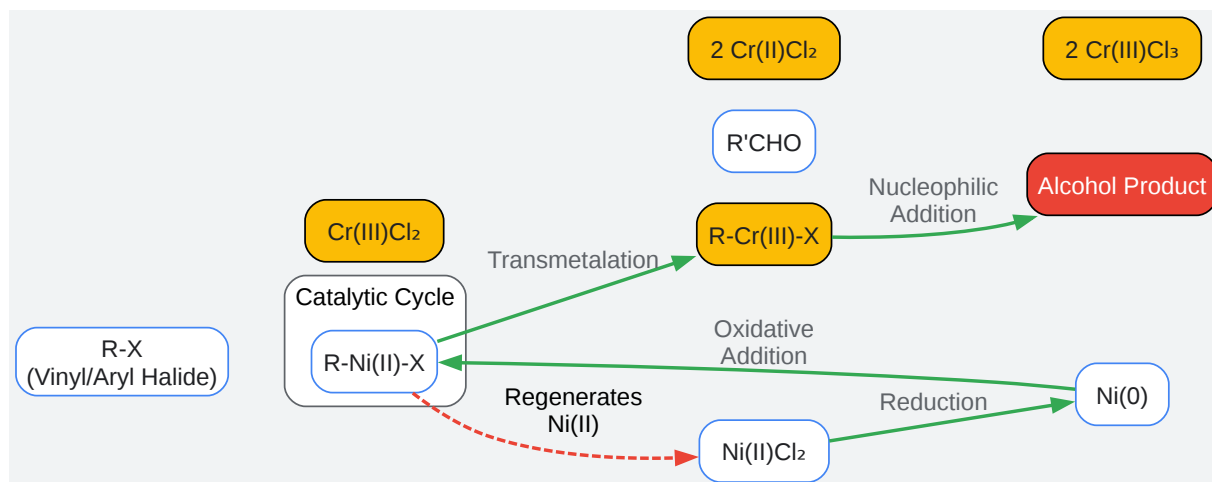 2 Cr(II)Cl₂
2 Cr(III)Cl₃
R'CHO
Nucleophilic
Addition
Alcohol Product
Cr(III)Cl₂
R-Cr(III)-X
Transmetalation
Catalytic Cycle
R-X
(Vinyl/Aryl Halide)
R-Ni(II)-X
Oxidative
Addition
Regenerates
Ni(II)
Reduction
Ni(0)
Ni(II)Cl₂